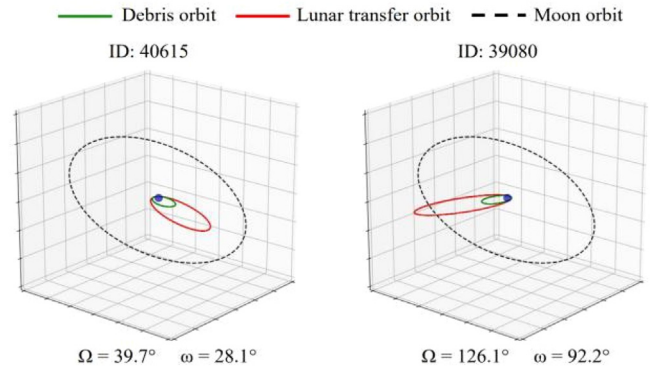 Debris orbit Lunar transfer orbit Moon orbit
ID: 40615 ID: 39080
Ω = 39.7° ω = 28.1° Ω = 126.1° ω = 92.2°